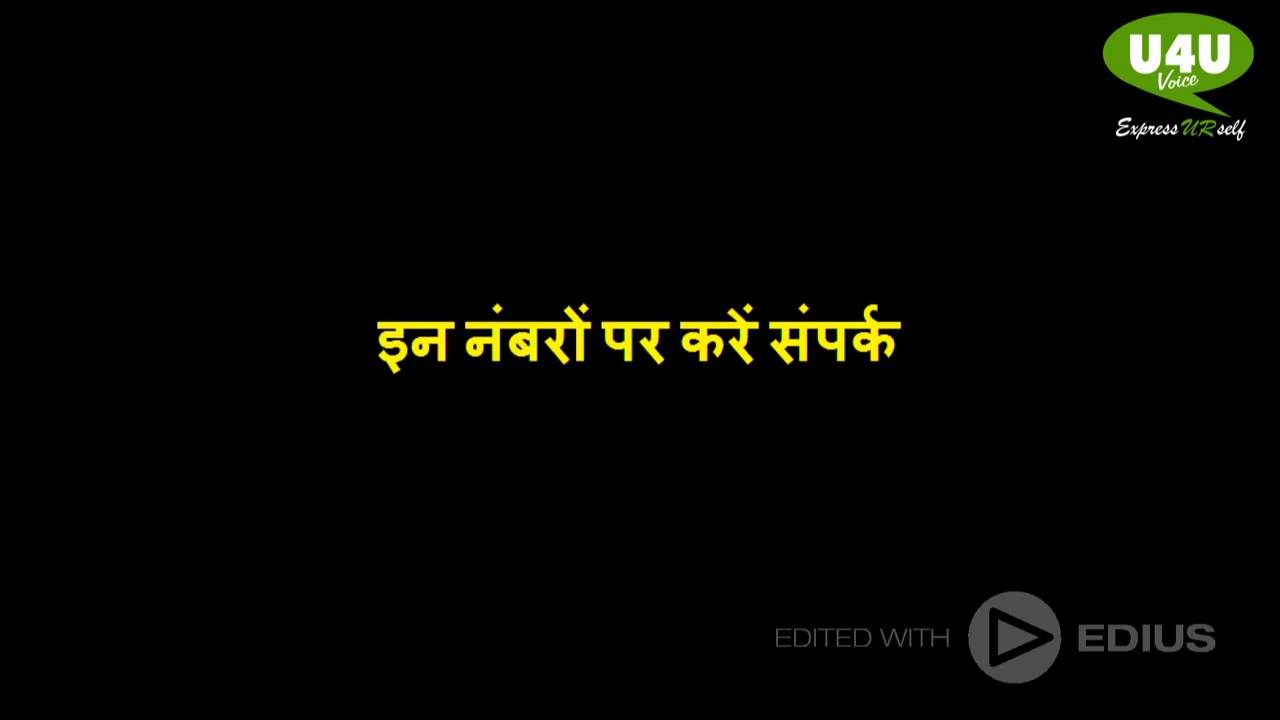 U4U
Voice
Express UR self
इन नंबरों पर करें संपर्क
EDITED WITH EDIUS